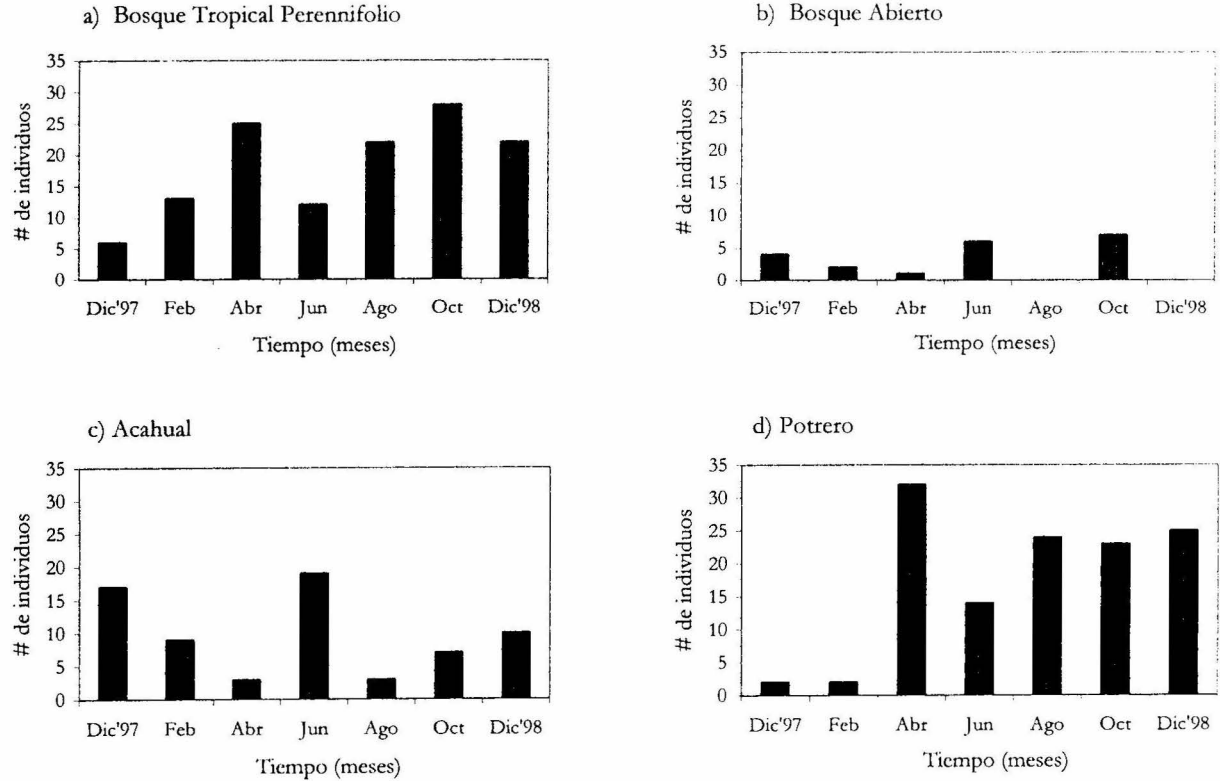 a) Bosque Tropical Perennifolio
# de individuos
35
30
25
20
15
10
5
0
Dic'97 Feb Abr Jun Ago Oct Dic'98
Tiempo (meses)
b) Bosque Abierto
# de individuos
35
30
25
20
15
10
5
0
Dic'97 Feb Abr Jun Ago Oct Dic'98
Tiempo (meses)
c) Acahual
# de individuos
35
30
25
20
15
10
5
0
Dic'97 Feb Abr Jun Ago Oct Dic'98
Tiempo (meses)
d) Potrero
# de individuos
35
30
25
20
15
10
5
0
Dic'97 Feb Abr Jun Ago Oct Dic'98
Tiempo (meses)